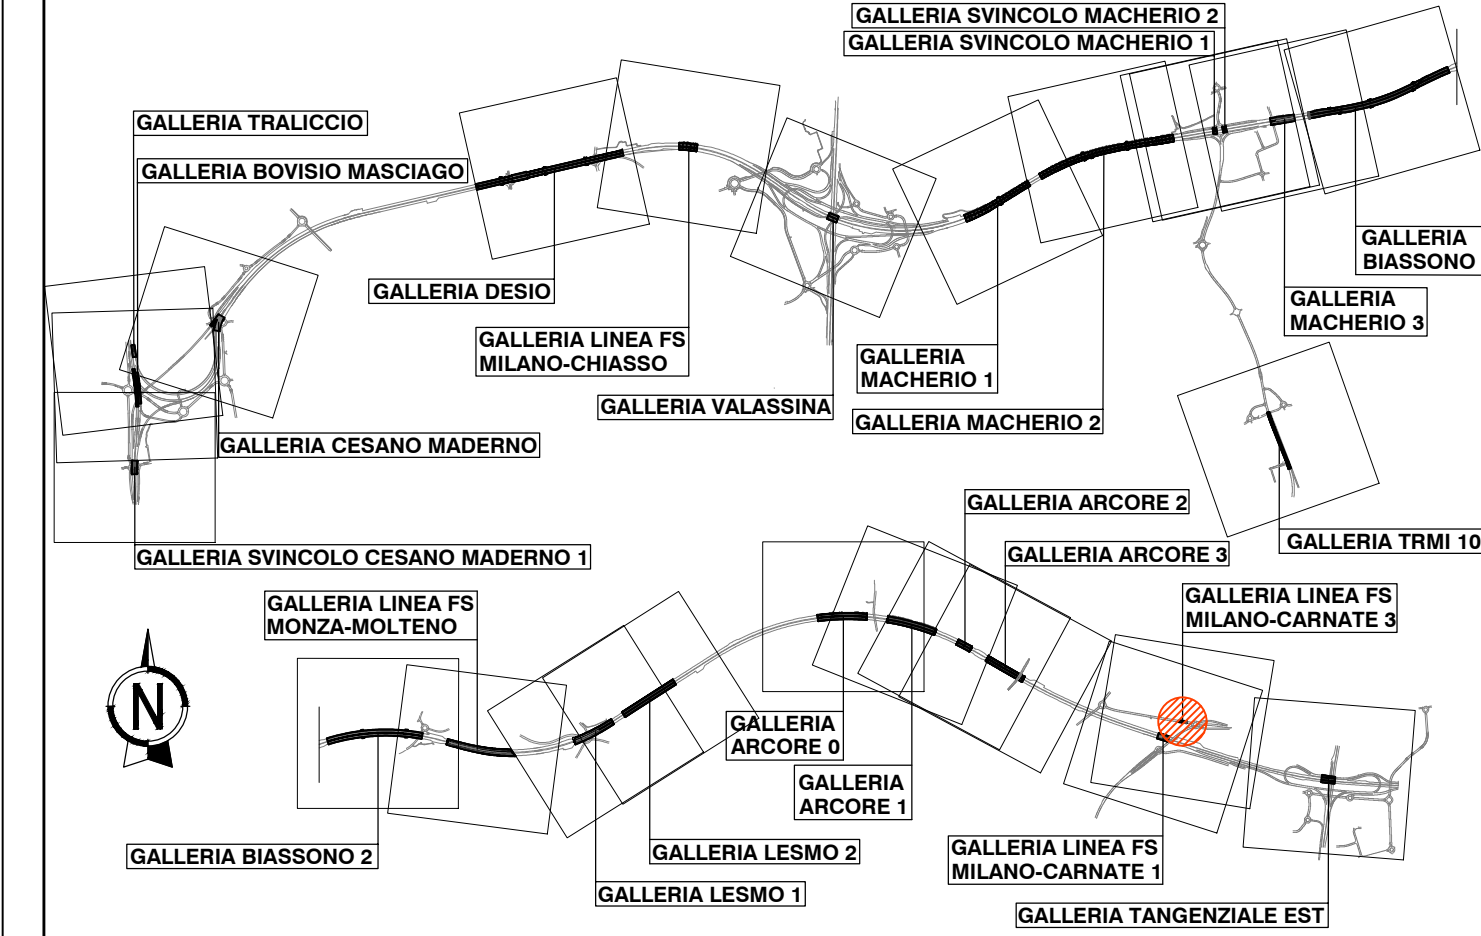 GALLERIA SVINCOLO MACHERIO 2
GALLERIA SVINCOLO MACHERIO 1
GALLERIA TRALICCIO
GALLERIA BOVISIO MASCIAGO
GALLERIA
BIASSONO
GALLERIA DESIO
GALLERIA
MACHERIO 3
GALLERIA LINEA FS
MILANO-CHIASSO
GALLERIA
MACHERIO 1
GALLERIA VALASSINA
GALLERIA MACHERIO 2
GALLERIA CESANO MADERNO
GALLERIA ARCORE 2
GALLERIA TRMI 10
GALLERIA SVINCOLO CESANO MADERNO 1
GALLERIA ARCORE 3
GALLERIA LINEA FS
MONZA-MOLTENO
GALLERIA LINEA FS
MILANO-CARNATE 3
N
GALLERIA
ARCORE 0
GALLERIA
ARCORE 1
GALLERIA BIASSONO 2
GALLERIA LESMO 2
GALLERIA LINEA FS
MILANO-CARNATE 1
GALLERIA LESMO 1
GALLERIA TANGENZIALE EST